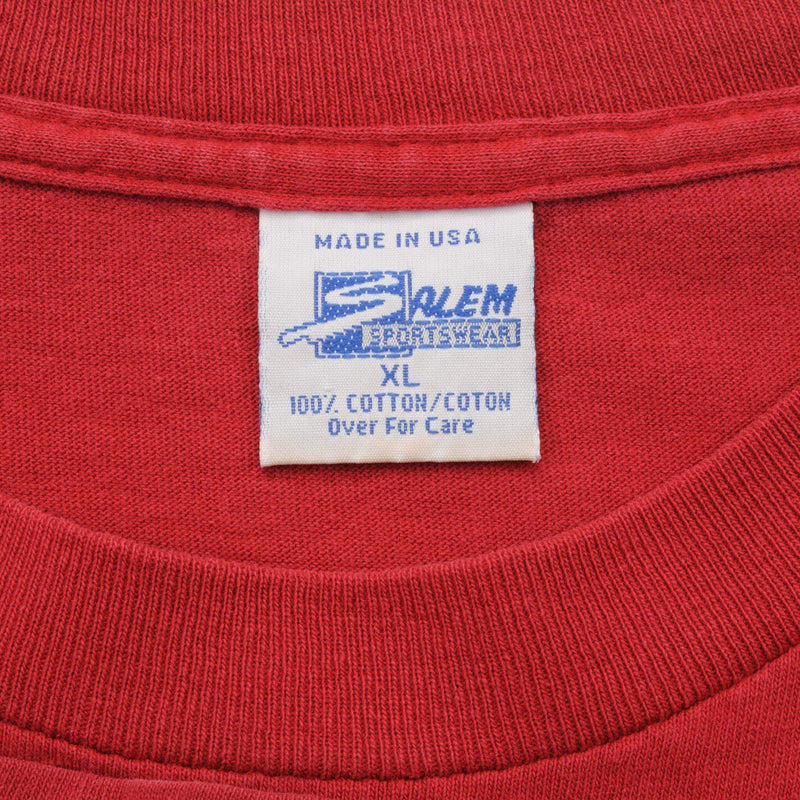 MADE IN USA
SALEM
SPORTSWEAR
XL
100% COTTON/COTON
Over For Care